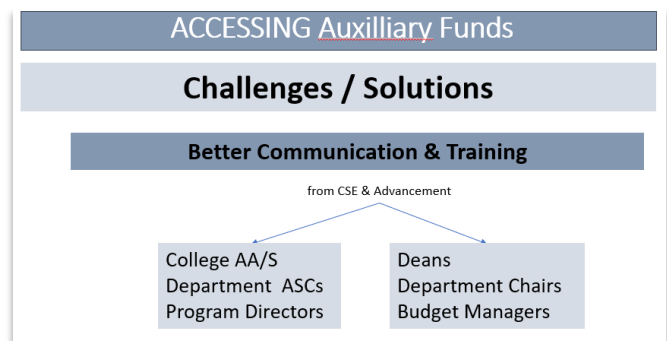 ACCESSING Auxilliary Funds
Challenges / Solutions
Better Communication & Training
from CSE & Advancement
College AA/S
Department ASCs
Program Directors
Deans
Department Chairs
Budget Managers